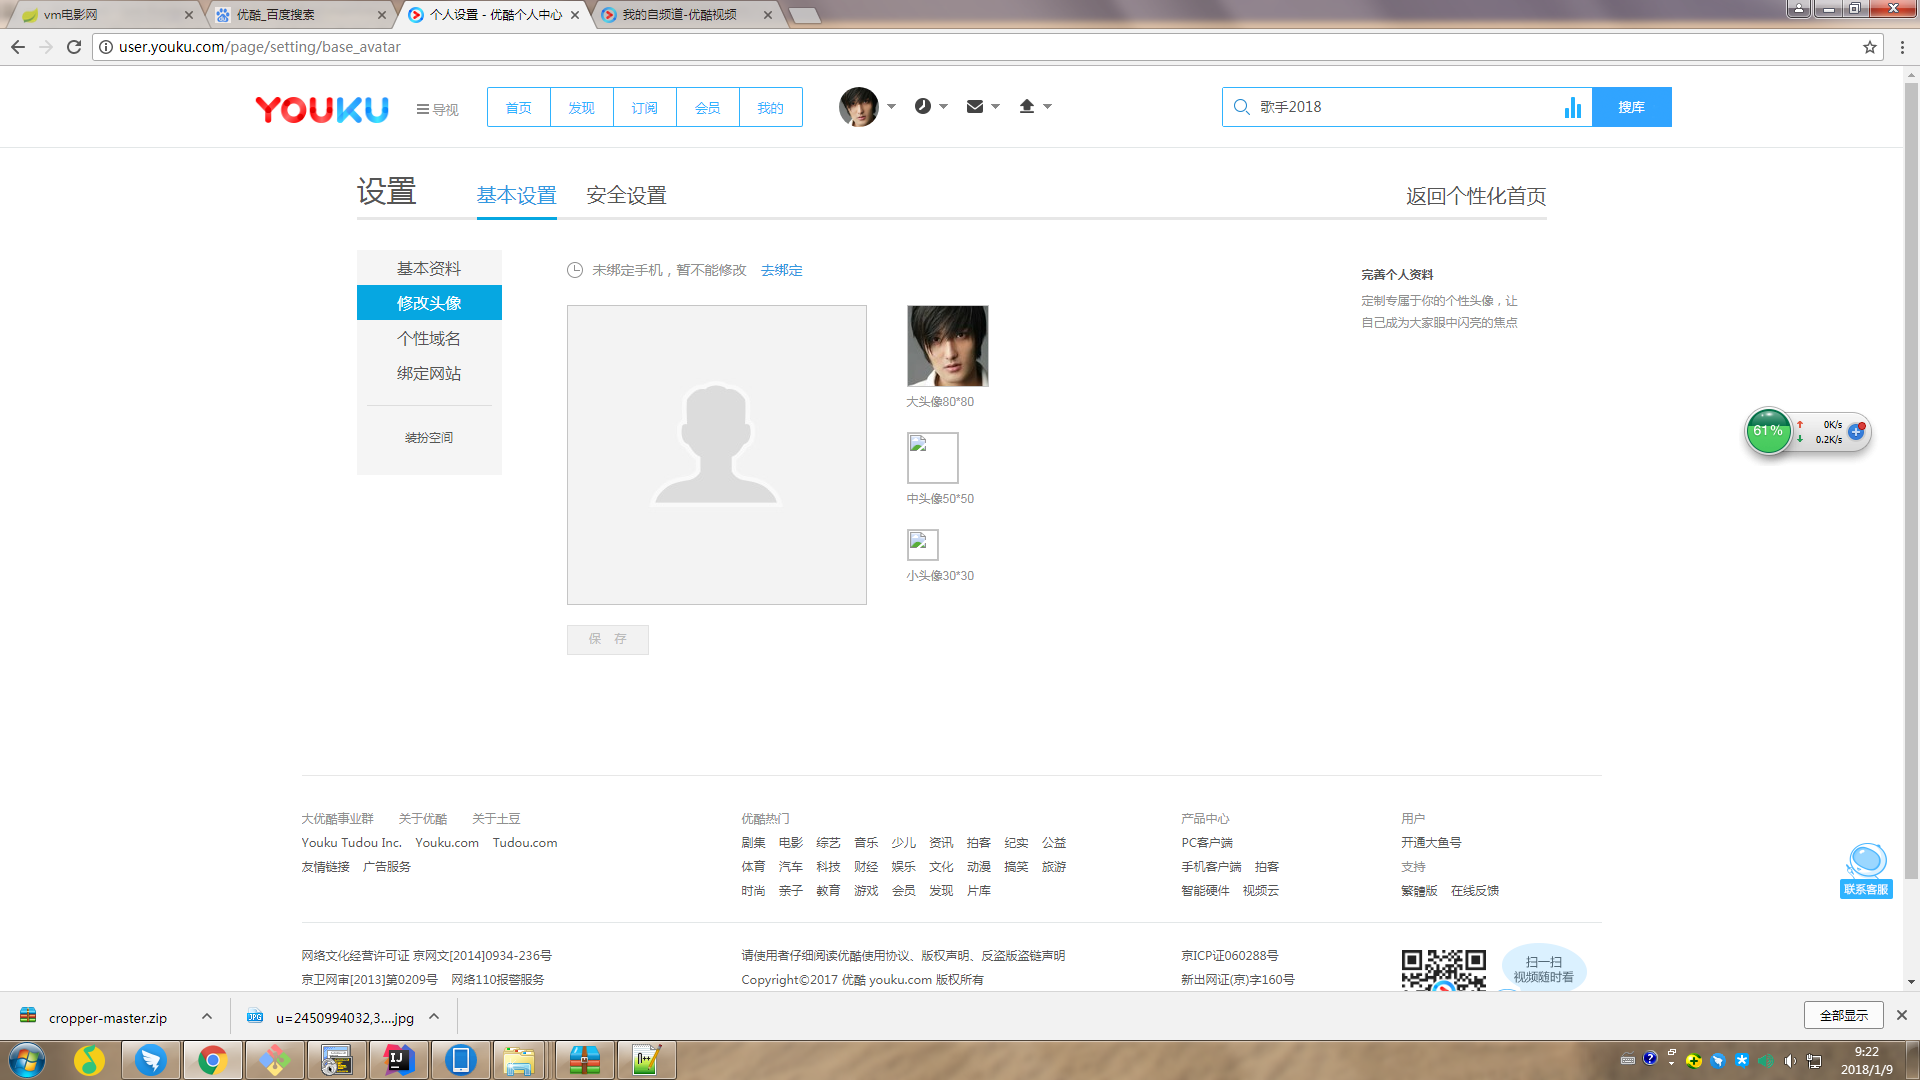 vm电影网
优酷_百度搜索
个人设置 - 优酷个人中心
我的自频道-优酷视频
user.youku.com/page/setting/base_avatar
YOUKU
导视
首页 发现 订阅 会员 我的
歌手2018
搜库
设置
基本设置
安全设置
返回个性化首页
基本资料
修改头像
个性域名
绑定网站
装扮空间
未绑定手机，暂不能修改 去绑定
大头像80*80
中头像50*50
小头像30*30
保 存
完善个人资料
定制专属于你的个性头像，让
自己成为大家眼中闪亮的焦点
61%
0K/s
0.2K/s
联系客服
大优酷事业群 关于优酷 关于土豆
Youku Tudou Inc. Youku.com Tudou.com
友情链接 广告服务
优酷热门
剧集 电影 综艺 音乐 少儿 资讯 拍客 纪实 公益
体育 汽车 科技 财经 娱乐 文化 动漫 搞笑 旅游
时尚 亲子 教育 游戏 会员 发现 片库
产品中心
PC客户端
手机客户端 拍客
智能硬件 视频云
用户
开通大鱼号
支持
繁體版 在线反馈
网络文化经营许可证 京网文[2014]0934-236号
京卫网审[2013]第0209号 网络110报警服务
请使用者仔细阅读优酷使用协议、版权声明、反盗版盗链声明
Copyright©2017 优酷 youku.com 版权所有
京ICP证060288号
新出网证(京)字160号
扫一扫
视频随时看
cropper-master.zip
u=2450994032,3....jpg
全部显示
9:22
2018/1/9